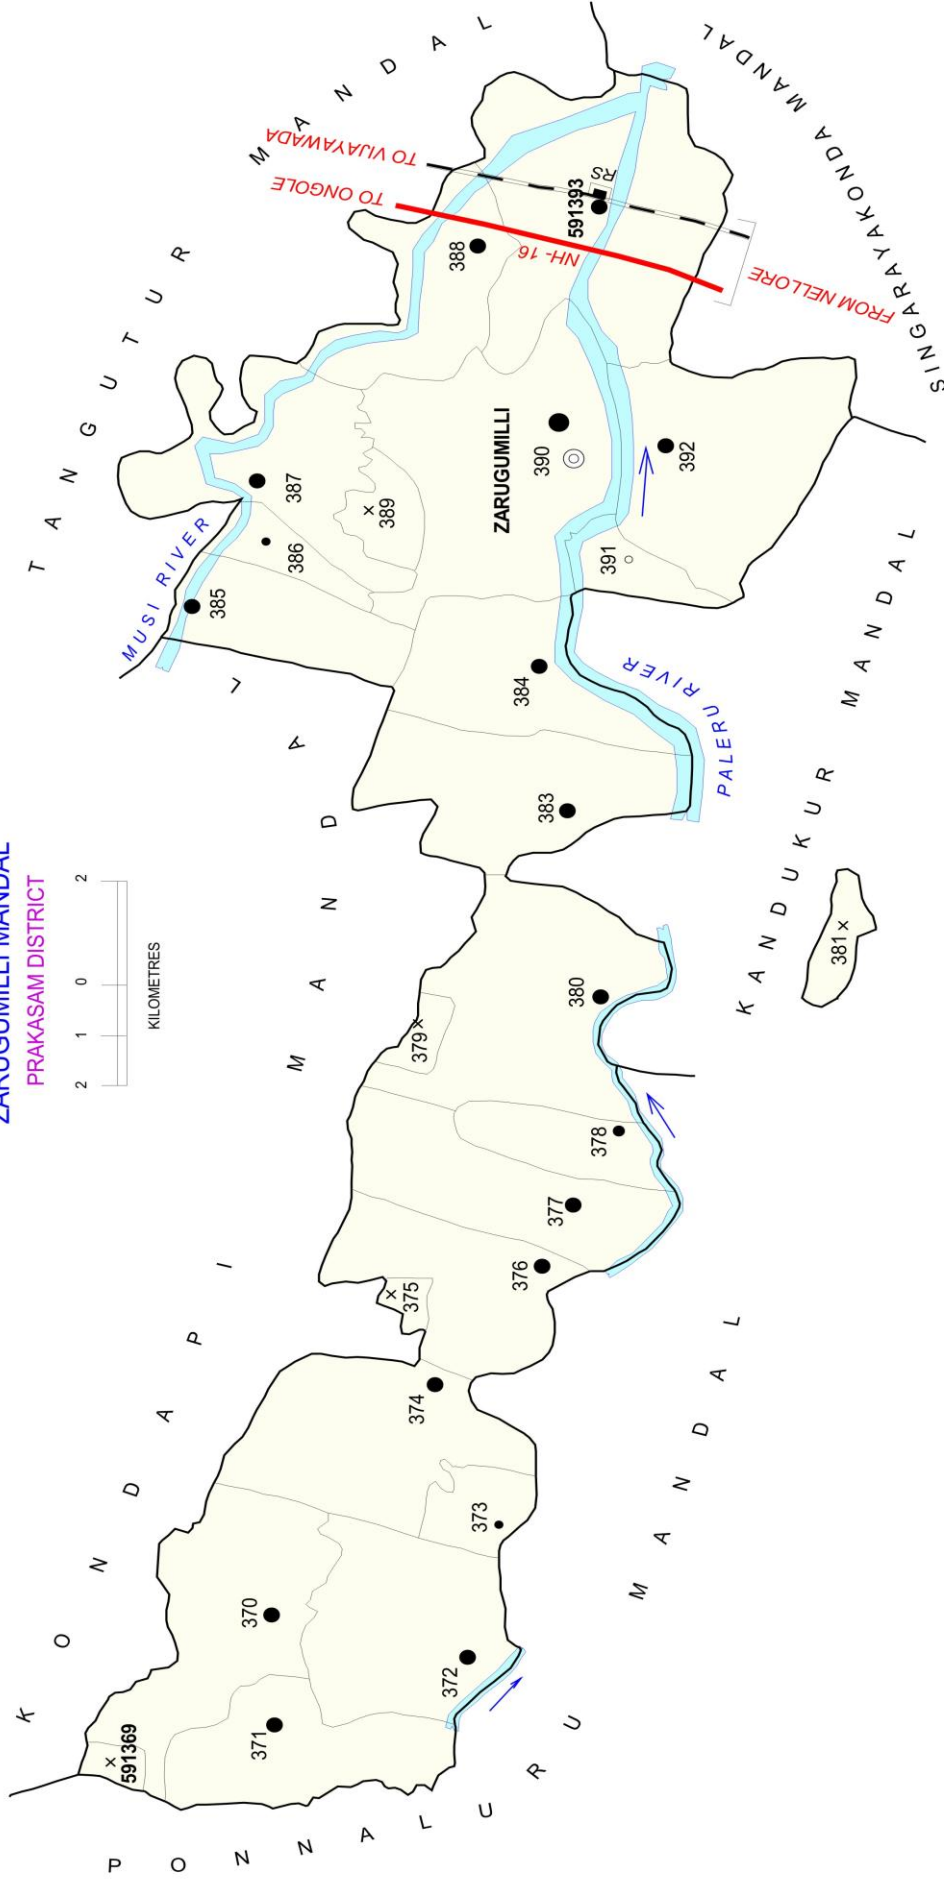 ZARUGUMILLI MANDAL
PRAKASAM DISTRICT
2 1 0 2
KILOMETRES
KONDAPI MANDAL
TANGUTUR MANDAL
PONNALURU MANDAL
KANDUKUR MANDAL
SINGARAYAKONDA MANDAL
MUSI RIVER
PALERU RIVER
TO VIJAYAWADA
TO ONGOLE
NH- 16
FROM NELLORE
RS
ZARUGUMILLI
591369
370
371
372
373
374
375
376
377
378
379
380
381
383
384
385
386
387
388
389
390
391
392
591393